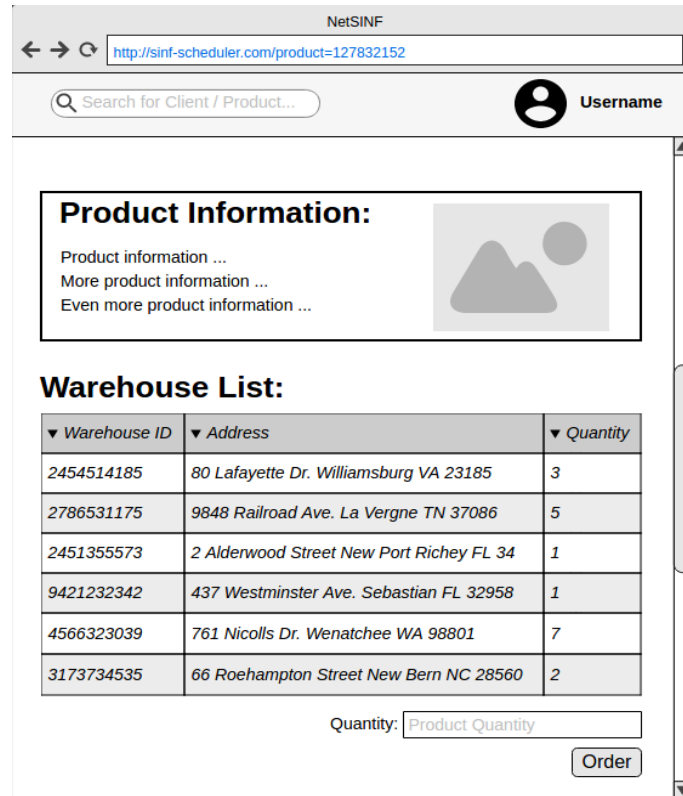 NetSINF
http://sinf-scheduler.com/product=127832152
Search for Client / Product...
Username
Product Information:
Product information ...
More product information ...
Even more product information ...
Warehouse List:
▼ Warehouse ID ▼ Address ▼ Quantity
2454514185 80 Lafayette Dr. Williamsburg VA 23185 3
2786531175 9848 Railroad Ave. La Vergne TN 37086 5
2451355573 2 Alderwood Street New Port Richey FL 34 1
9421232342 437 Westminster Ave. Sebastian FL 32958 1
4566323039 761 Nicolls Dr. Wenatchee WA 98801 7
3173734535 66 Roehampton Street New Bern NC 28560 2
Quantity: Product Quantity
Order